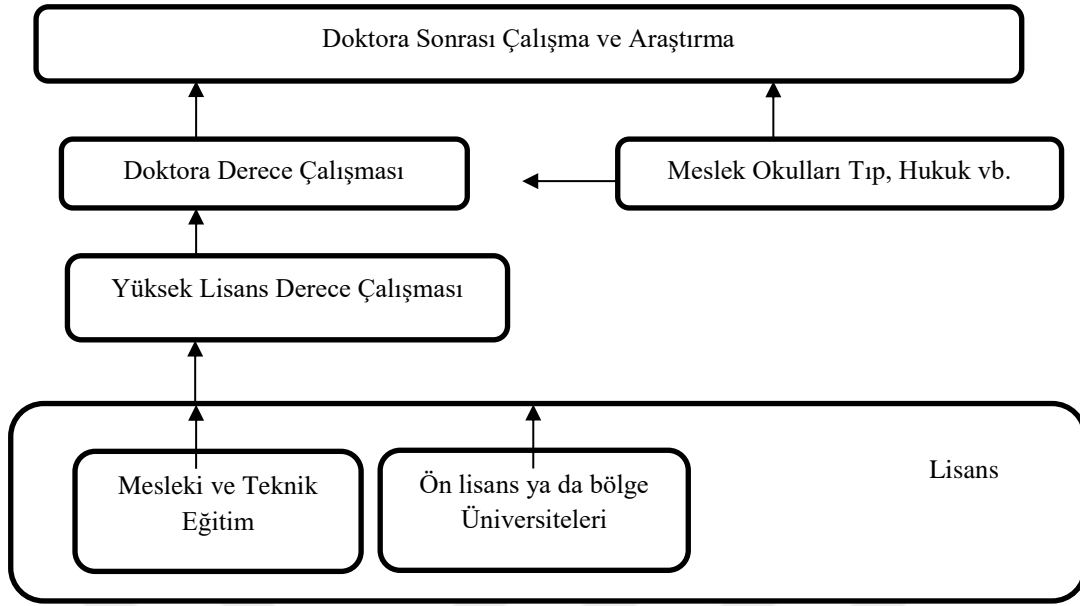 Doktora Sonrası Çalışma ve Araştırma
Doktora Derece Çalışması
Meslek Okulları Tıp, Hukuk vb.
Yüksek Lisans Derece Çalışması
Lisans
Mesleki ve Teknik
Eğitim
Ön lisans ya da bölge
Üniversiteleri